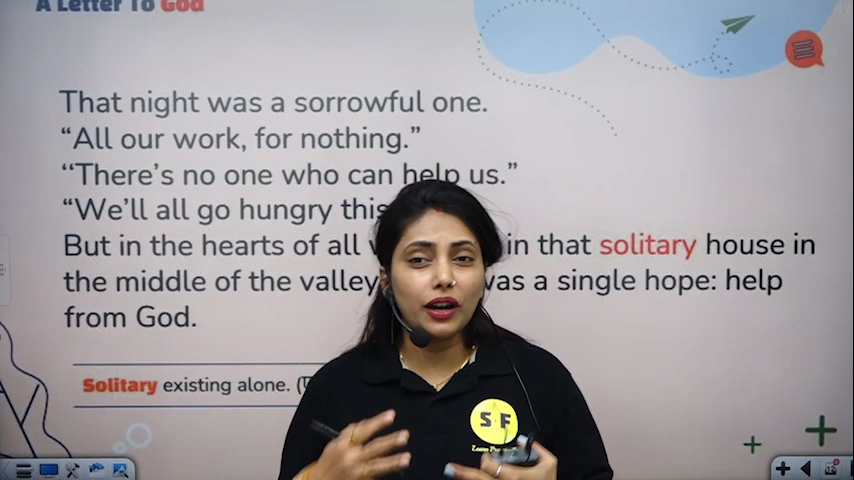 A Letter To God
That night was a sorrowful one.
“All our work, for nothing.”
‘‘There’s no one who can help us.”
“We’ll all go hungry this
But in the hearts of all in that solitary house in
the middle of the valley was a single hope: help
from God.
Solitary existing alone.
S F